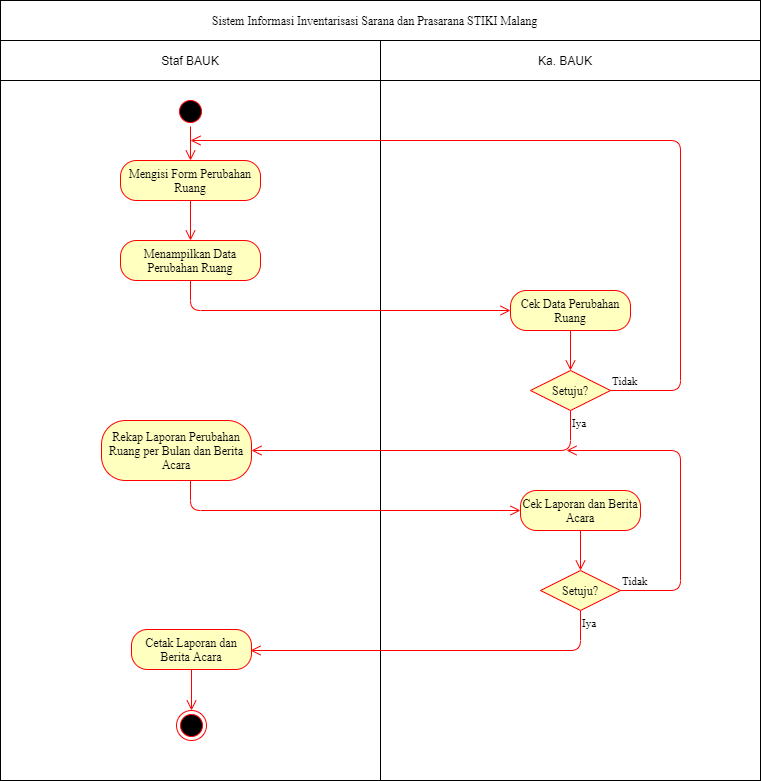 Sistem Informasi Inventarisasi Sarana dan Prasarana STIKI Malang
Staf BAUK
Ka. BAUK
Mengisi Form Perubahan
Ruang
Menampilkan Data
Perubahan Ruang
Cek Data Perubahan
Ruang
Setuju?
Tidak
Iya
Rekap Laporan Perubahan
Ruang per Bulan dan Berita
Acara
Cek Laporan dan Berita
Acara
Setuju?
Tidak
Iya
Cetak Laporan dan
Berita Acara